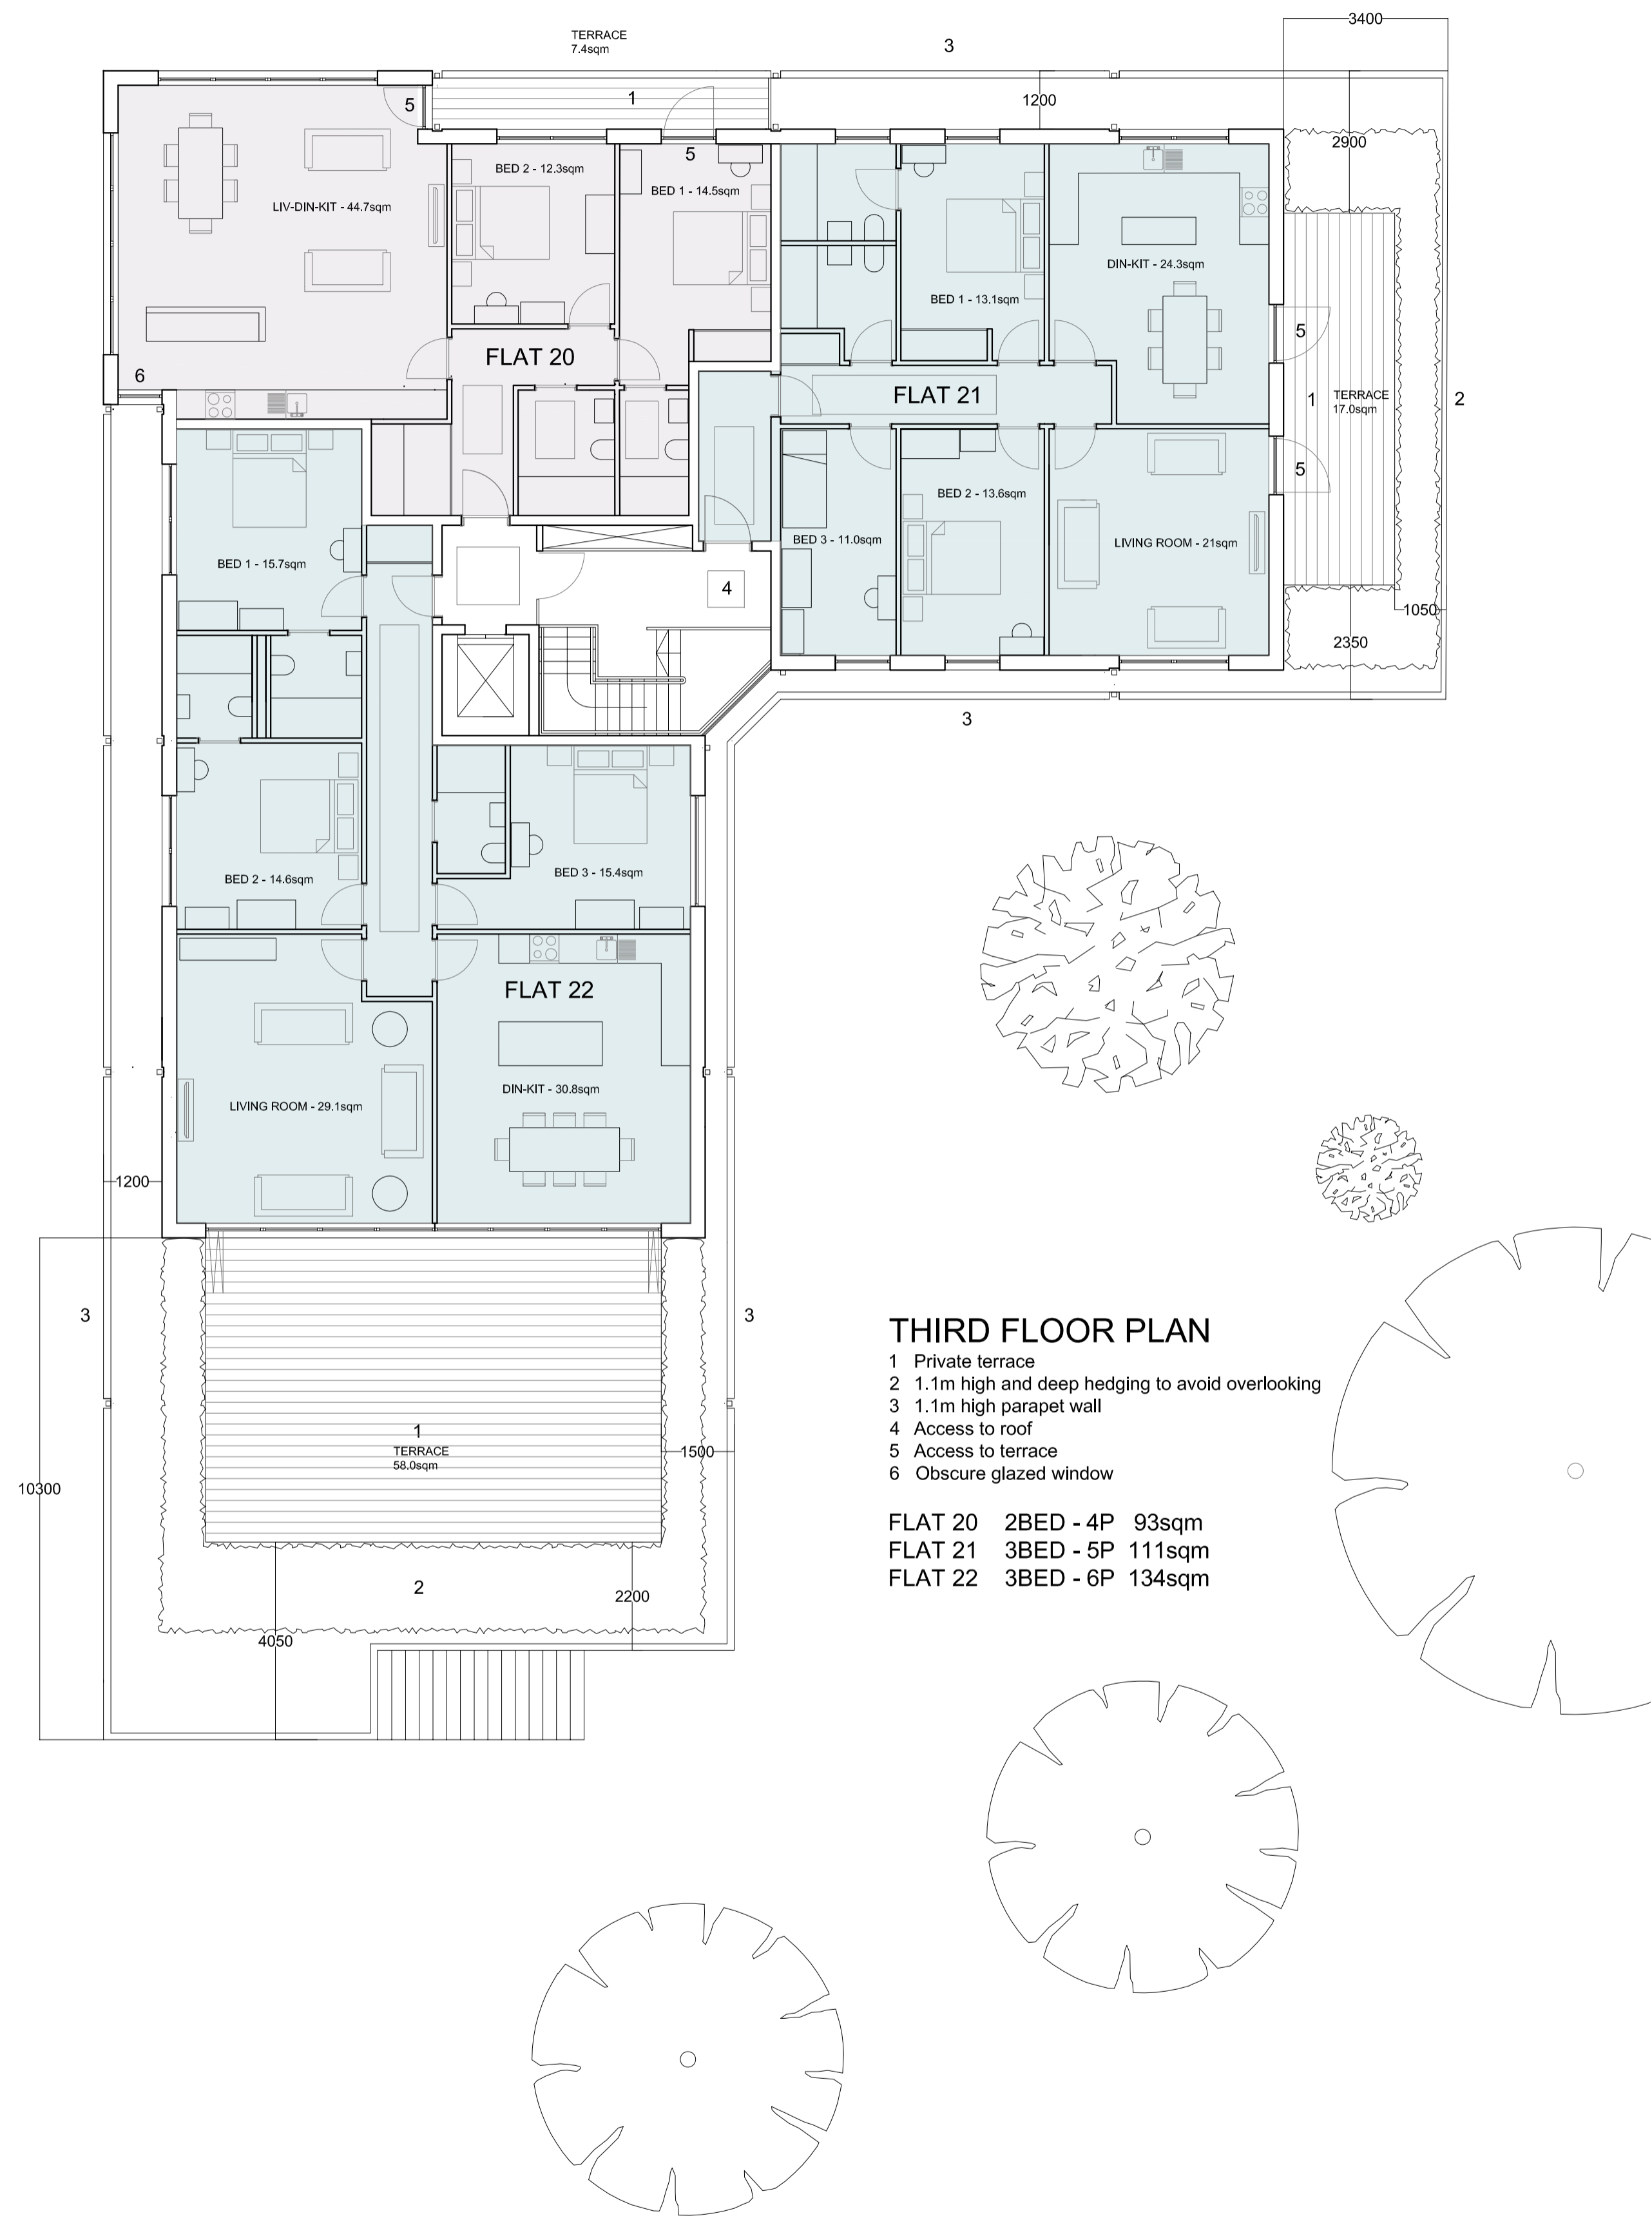 3400
TERRACE
7.4sqm
3
5
1
1200
2900
5
BED 2 - 12.3sqm
BED 1 - 14.5sqm
LIV-DIN-KIT - 44.7sqm
DIN-KIT - 24.3sqm
BED 1 - 13.1sqm
5
FLAT 20
6
FLAT 21
1
TERRACE
17.0sqm
2
5
BED 2 - 13.6sqm
BED 3 - 11.0sqm
LIVING ROOM - 21sqm
BED 1 - 15.7sqm
4
1050
2350
3
BED 2 - 14.6sqm
BED 3 - 15.4sqm
FLAT 22
DIN-KIT - 30.8sqm
LIVING ROOM - 29.1sqm
1200
3
3
THIRD FLOOR PLAN
1 Private terrace
2 1.1m high and deep hedging to avoid overlooking
3 1.1m high parapet wall
4 Access to roof
5 Access to terrace
6 Obscure glazed window
1
TERRACE
58.0sqm
1500
10300
FLAT 20 2BED - 4P 93sqm
FLAT 21 3BED - 5P 111sqm
FLAT 22 3BED - 6P 134sqm
2
2200
4050